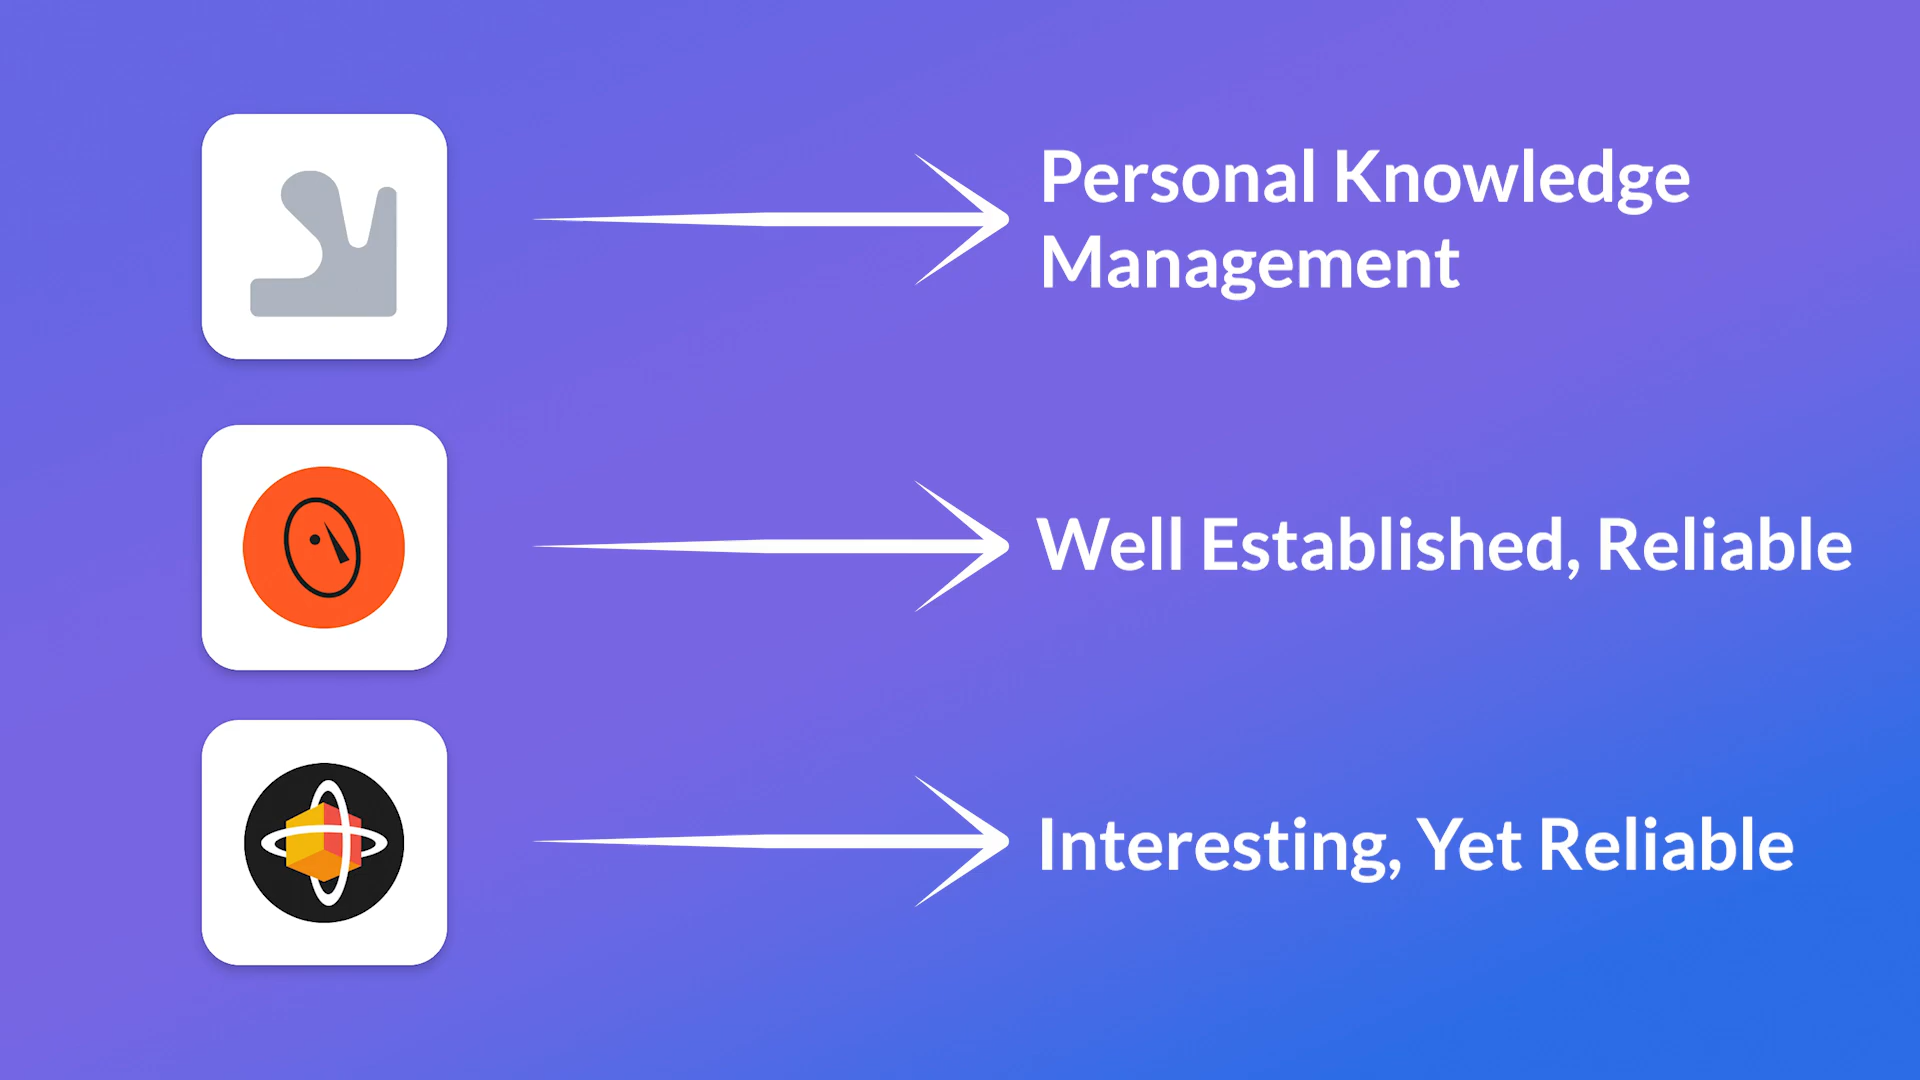 Personal Knowledge
Management
Well Established, Reliable
Interesting, Yet Reliable